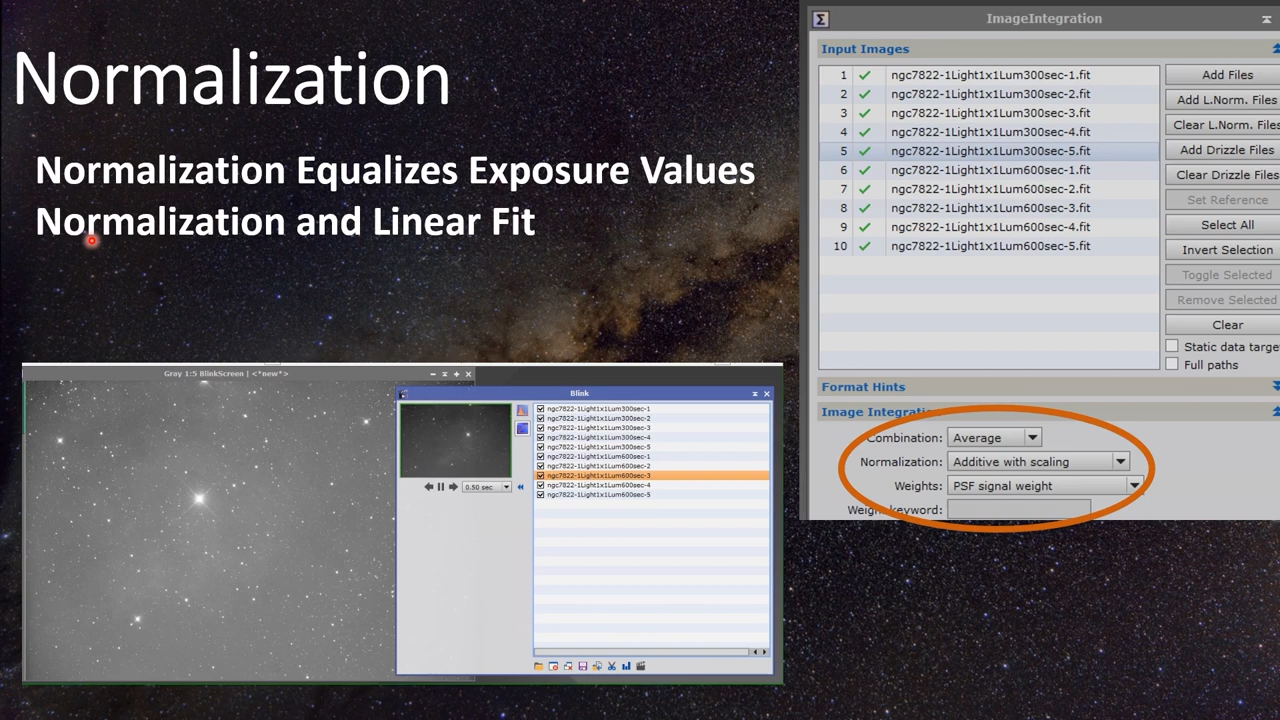 Normalization
Normalization Equalizes Exposure Values
Normalization and Linear Fit
Σ
ImageIntegration
Input Images
1 ngc7822-1Light1x1Lum300sec-1.fit
2 ngc7822-1Light1x1Lum300sec-2.fit
3 ngc7822-1Light1x1Lum300sec-3.fit
4 ngc7822-1Light1x1Lum300sec-4.fit
5 ngc7822-1Light1x1Lum300sec-5.fit
6 ngc7822-1Light1x1Lum600sec-1.fit
7 ngc7822-1Light1x1Lum600sec-2.fit
8 ngc7822-1Light1x1Lum600sec-3.fit
9 ngc7822-1Light1x1Lum600sec-4.fit
10 ngc7822-1Light1x1Lum600sec-5.fit
Add Files
Add L.Norm. Files
Clear L.Norm. Files
Add Drizzle Files
Clear Drizzle Files
Set Reference
Select All
Invert Selection
Toggle Selected
Remove Selected
Clear
Static data targe
Full paths
Format Hints
Image Integration
Combination: Average
Normalization: Additive with scaling
Weights: PSF signal weight
Weight keyword:
Gray 1:5 BlinkScreen | <*new*>
Blink
ngc7822-1Light1x1Lum300sec-1
ngc7822-1Light1x1Lum300sec-2
ngc7822-1Light1x1Lum300sec-3
ngc7822-1Light1x1Lum300sec-4
ngc7822-1Light1x1Lum300sec-5
ngc7822-1Light1x1Lum600sec-1
ngc7822-1Light1x1Lum600sec-2
ngc7822-1Light1x1Lum600sec-3
ngc7822-1Light1x1Lum600sec-4
ngc7822-1Light1x1Lum600sec-5
0.50 sec